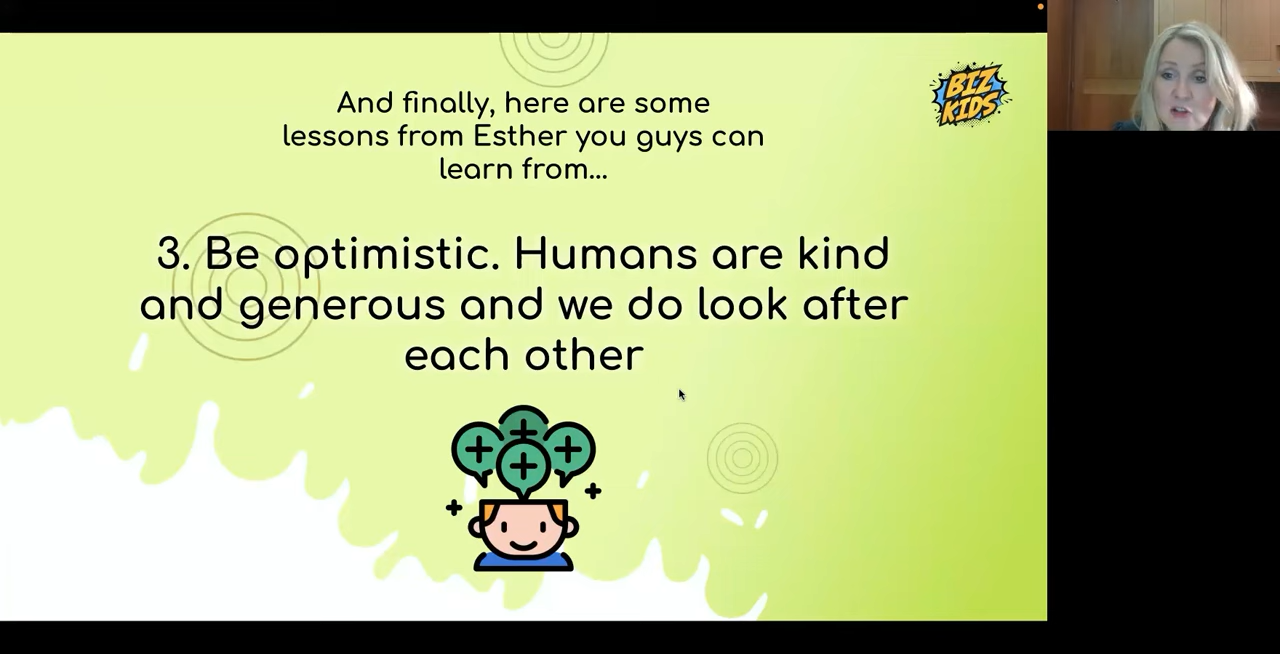 And finally, here are some
lessons from Esther you guys can
learn from...
BIZ
KIDS
3. Be optimistic. Humans are kind
and generous and we do look after
each other